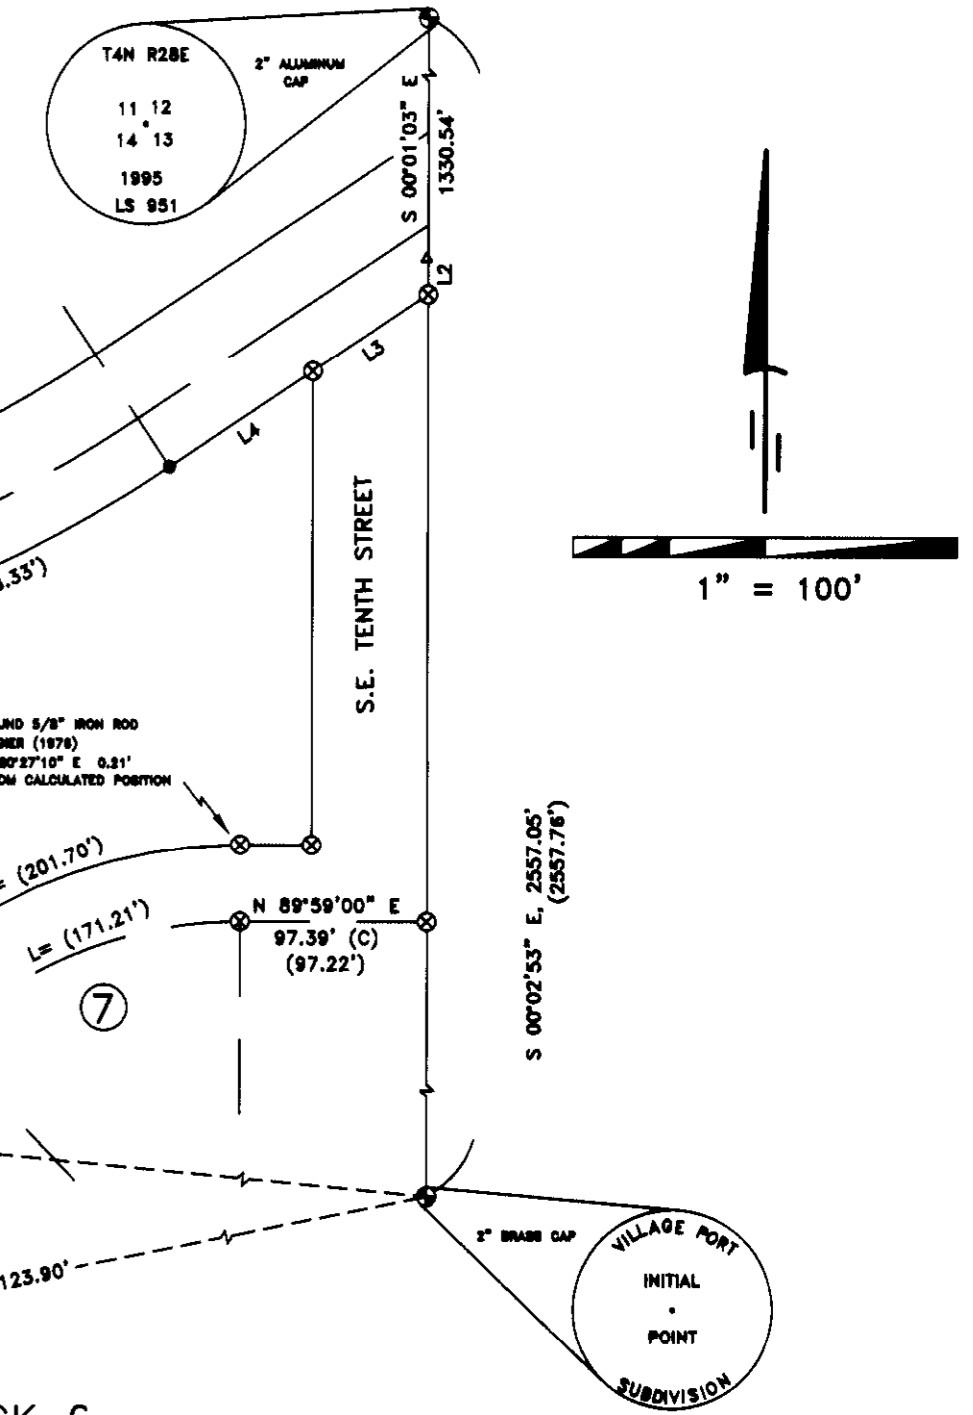 T4N R28E
11 12
14 13
1995
LS 951
2" ALUMINUM
CAP
S 00°01'03" E
1330.54'
L2
L3
L4
S.E. TENTH STREET
1" = 100'
.33')
5/8" IRON ROD
(1978)
80°27'10" E 0.21'
CALCULATED POSITION
= (201.70')
L= (171.21')
7
N 89°59'00" E
97.39' (C)
(97.22')
S 00°02'53" E, 2557.05'
(2557.76')
123.90'
2" BRASS CAP
VILLAGE PORT
INITIAL
POINT
SUBDIVISION